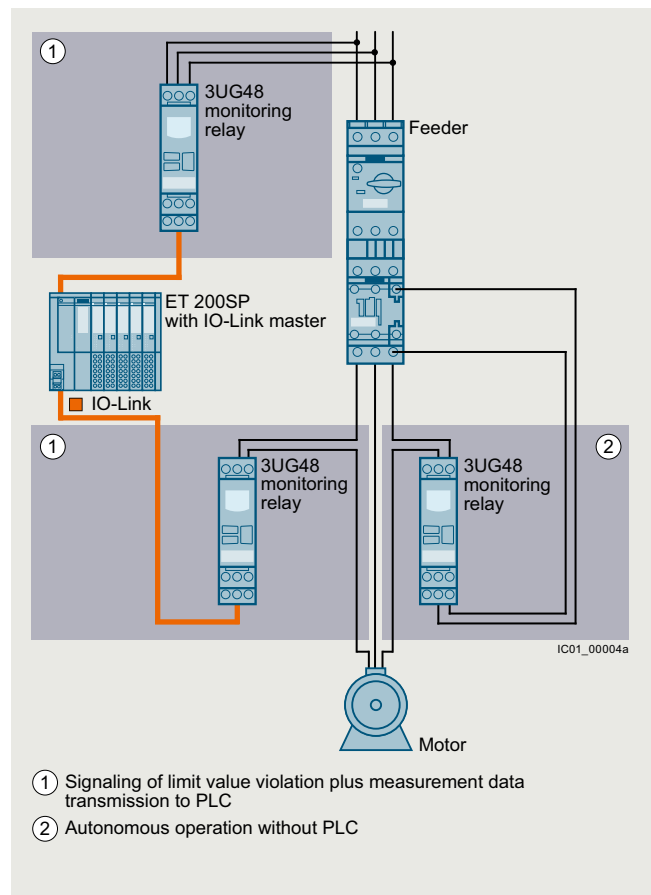 1
3UG48
monitoring
relay
Feeder
ET 200SP
with IO-Link master
IO-Link
1
3UG48
monitoring
relay
2
3UG48
monitoring
relay
IC01_00004a
Motor
1 Signaling of limit value violation plus measurement data
transmission to PLC
2 Autonomous operation without PLC